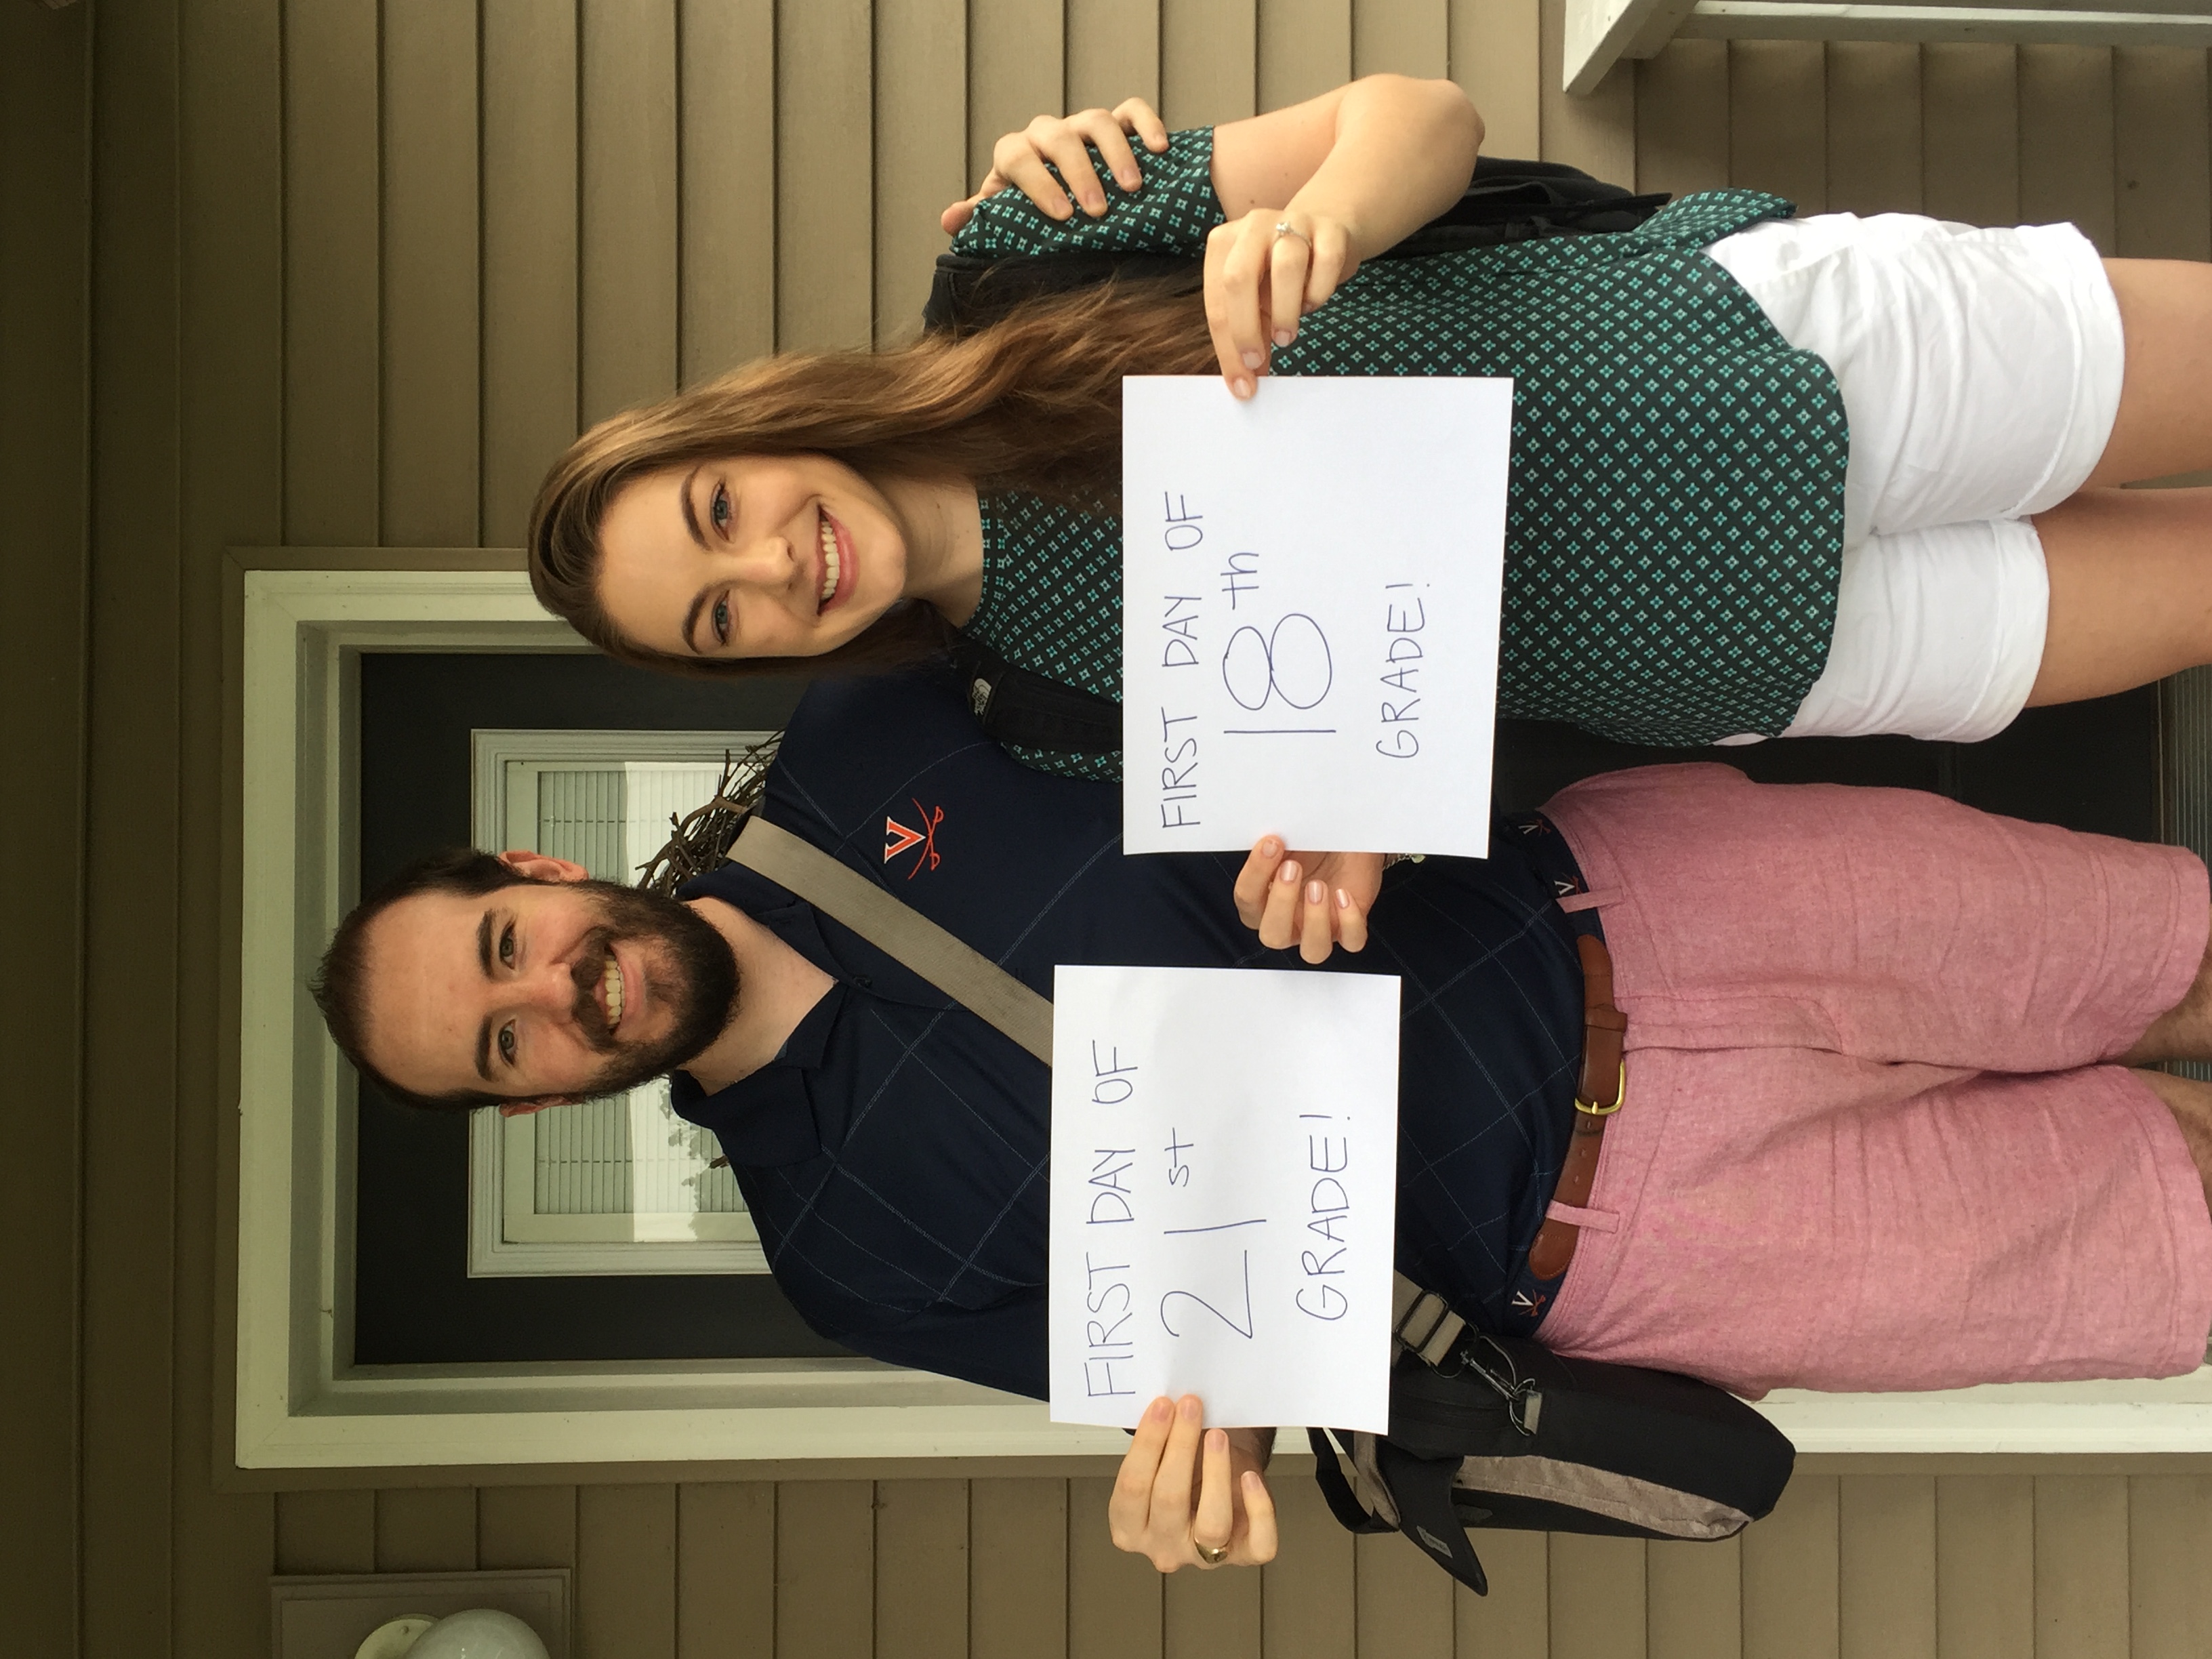 FIRST DAY OF
21st
GRADE!
FIRST DAY OF
18th
GRADE!
V
V
V
V